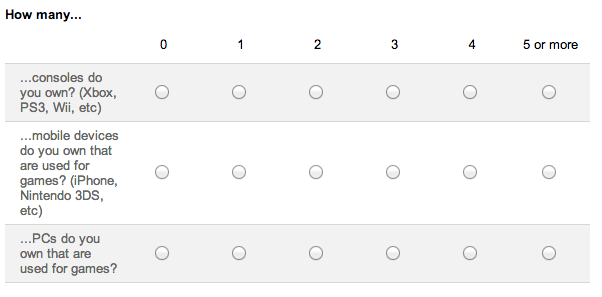 How many...
0 1 2 3 4 5 or more
...consoles do
you own? (Xbox,
PS3, Wii, etc)
...mobile devices
do you own that
are used for
games? (iPhone,
Nintendo 3DS,
etc)
...PCs do you
own that are
used for games?